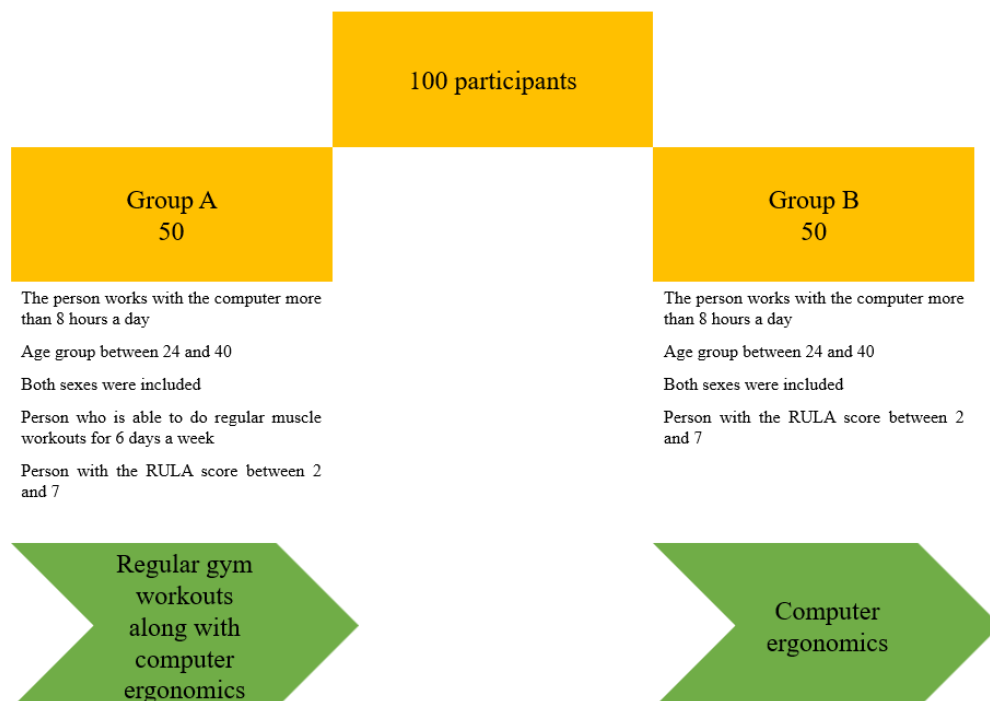 100 participants
Group A
50
The person works with the computer more
than 8 hours a day
Age group between 24 and 40
Both sexes were included
Person who is able to do regular muscle
workouts for 6 days a week
Person with the RULA score between 2
and 7
Regular gym
workouts
along with
computer
ergonomics
Group B
50
The person works with the computer more
than 8 hours a day
Age group between 24 and 40
Both sexes were included
Person with the RULA score between 2
and 7
Computer
ergonomics